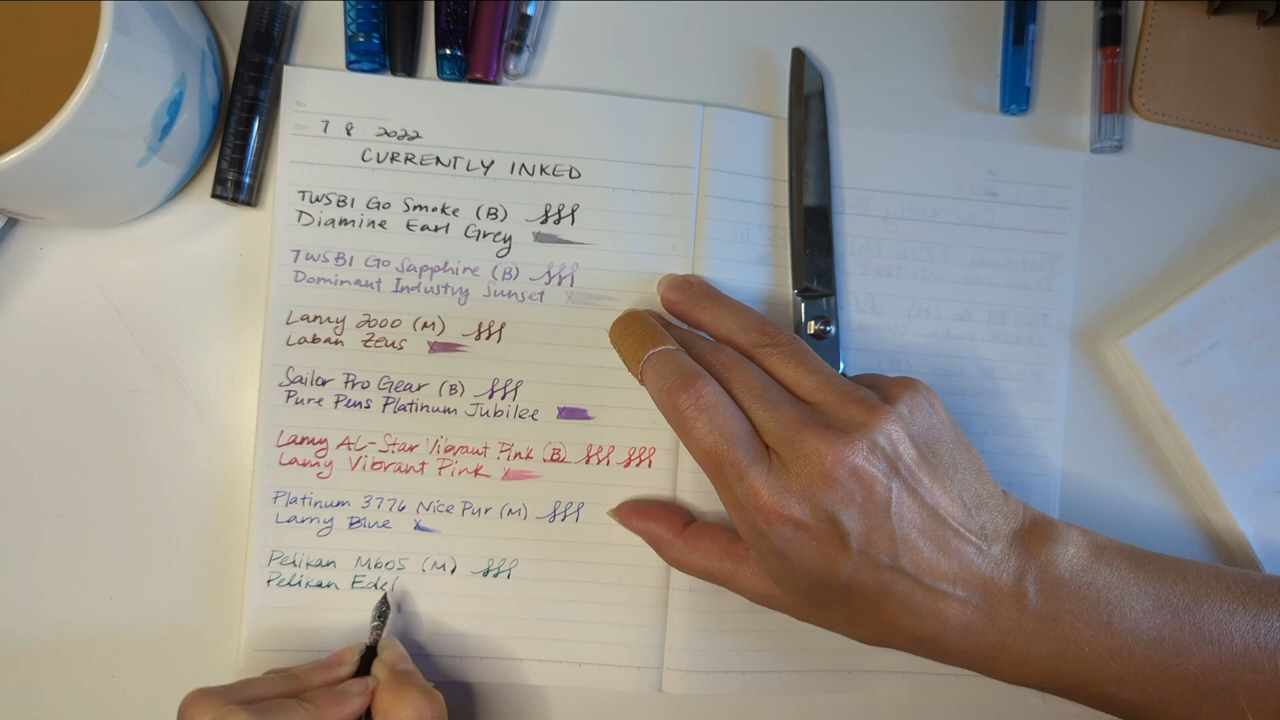 No.
7 8 2022
CURRENTLY INKED
TWSBI Go Smoke (B)
Diamine Earl Grey
TWSBI Go Sapphire (B)
Dominant Industry Sunset
Lamy 2000 (M)
Laban Zeus
Sailor Pro Gear (B)
Pure Pens Platinum Jubilee
Lamy AL-Star Vibrant Pink (B)
Lamy Vibrant Pink
Platinum 3776 Nice Pur (M)
Lamy Blue
Pelikan M605 (M)
Pelikan Edel